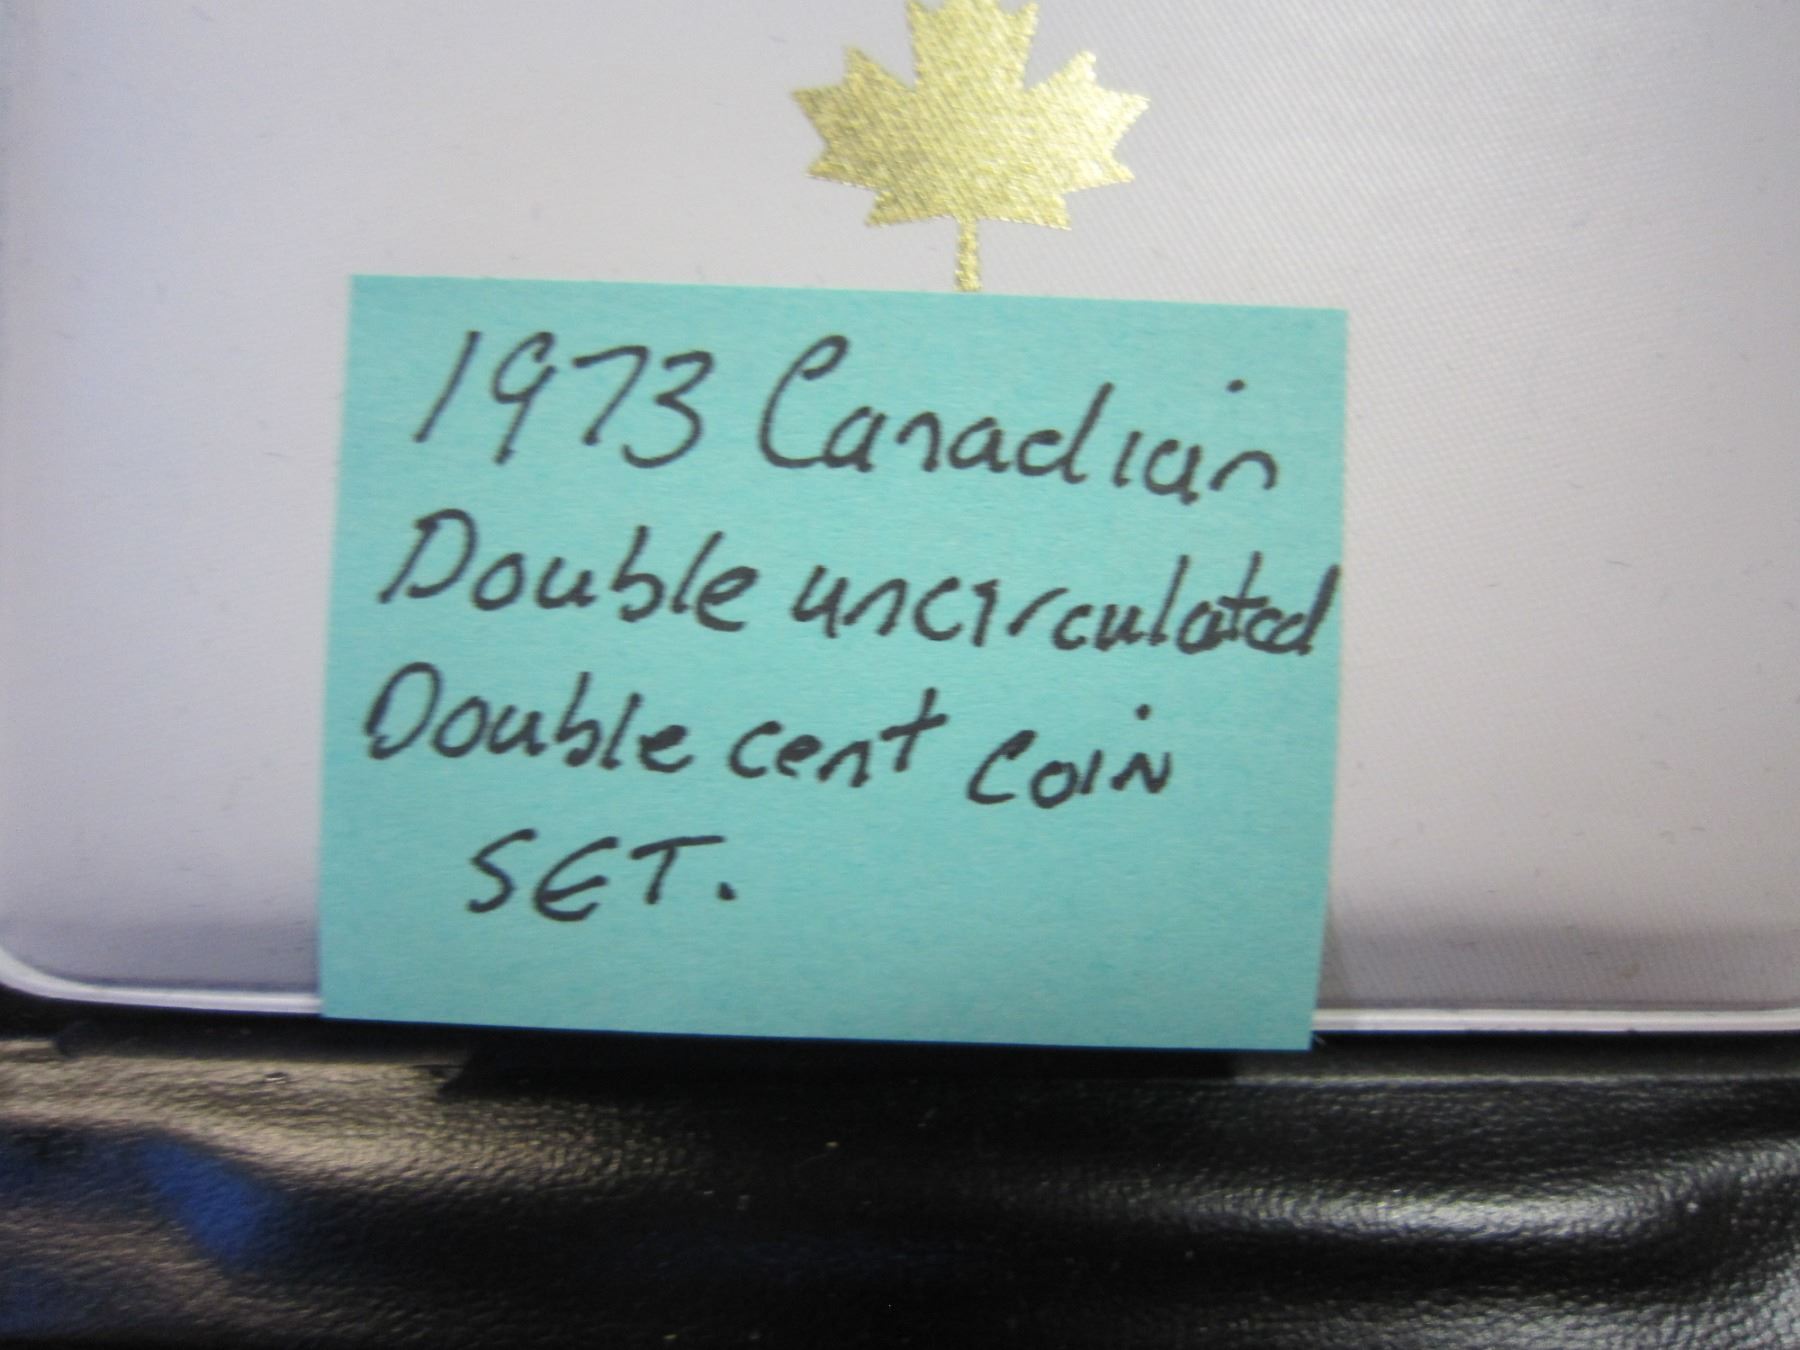 1973 Canadian
Double uncirculated
Double cent coin
SET.